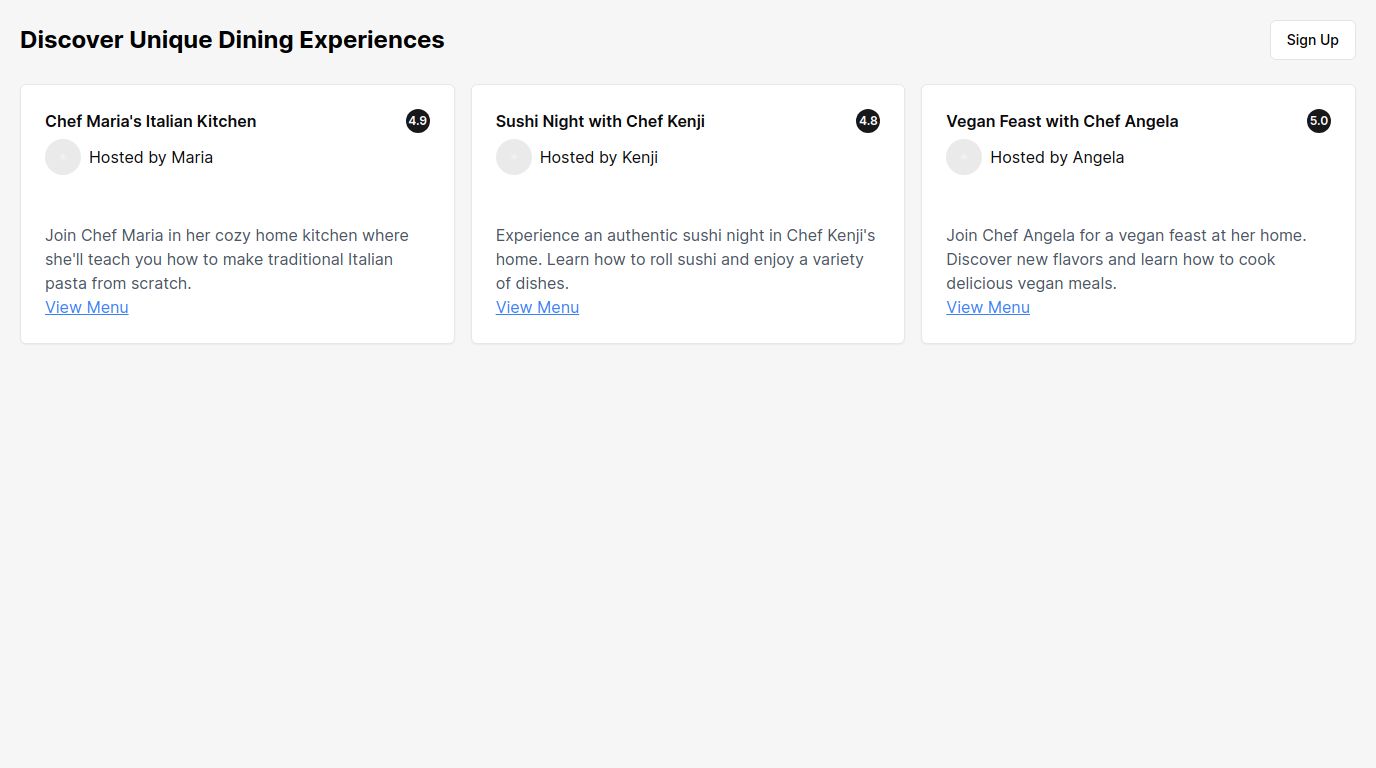 Discover Unique Dining Experiences
Sign Up
Chef Maria's Italian Kitchen
4.9
Hosted by Maria
Join Chef Maria in her cozy home kitchen where
she'll teach you how to make traditional Italian
pasta from scratch.
View Menu
Sushi Night with Chef Kenji
4.8
Hosted by Kenji
Experience an authentic sushi night in Chef Kenji's
home. Learn how to roll sushi and enjoy a variety
of dishes.
View Menu
Vegan Feast with Chef Angela
5.0
Hosted by Angela
Join Chef Angela for a vegan feast at her home.
Discover new flavors and learn how to cook
delicious vegan meals.
View Menu